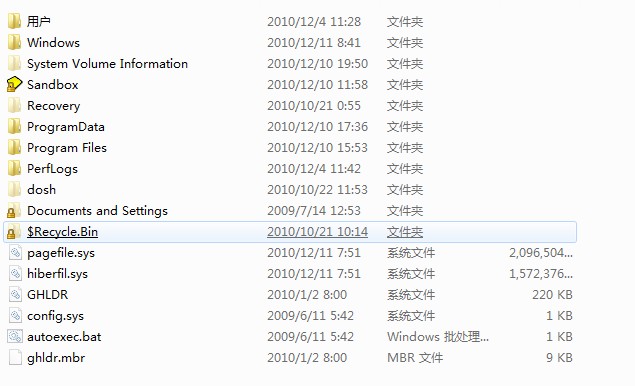 用户 2010/12/4 11:28 文件夹
Windows 2010/12/11 8:41 文件夹
System Volume Information 2010/12/10 19:50 文件夹
Sandbox 2010/12/10 11:58 文件夹
Recovery 2010/10/21 0:55 文件夹
ProgramData 2010/12/10 17:36 文件夹
Program Files 2010/12/10 15:53 文件夹
PerfLogs 2010/12/4 11:42 文件夹
dosh 2010/10/22 11:53 文件夹
Documents and Settings 2009/7/14 12:53 文件夹
$Recycle.Bin 2010/10/21 10:14 文件夹
pagefile.sys 2010/12/11 7:51 系统文件 2,096,504...
hiberfil.sys 2010/12/11 7:51 系统文件 1,572,376...
GHLDR 2010/1/2 8:00 系统文件 220 KB
config.sys 2009/6/11 5:42 系统文件 1 KB
autoexec.bat 2009/6/11 5:42 Windows 批处理... 1 KB
ghldr.mbr 2010/1/2 8:00 MBR 文件 9 KB